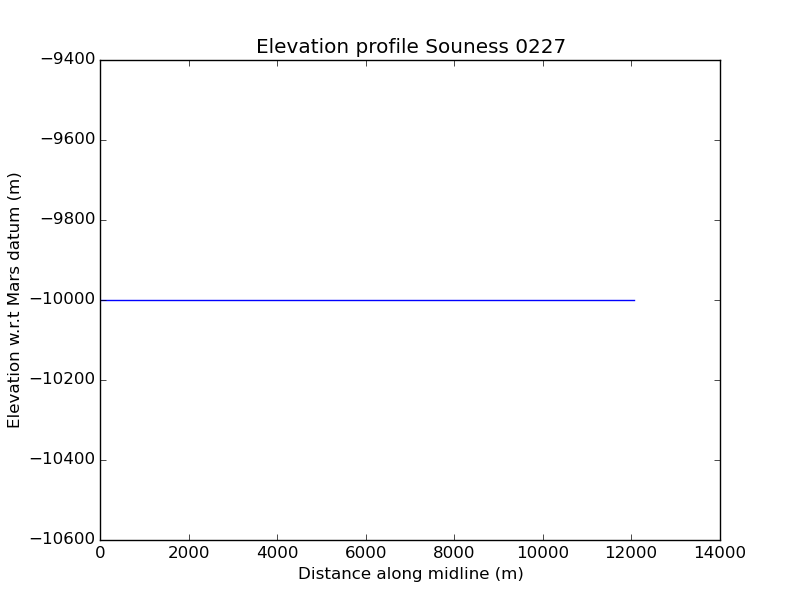 Elevation profile Souness 0227
−9400
−9600
−9800
−10000
−10200
−10400
−10600
Elevation w.r.t Mars datum (m)
0 2000 4000 6000 8000 10000 12000 14000
Distance along midline (m)